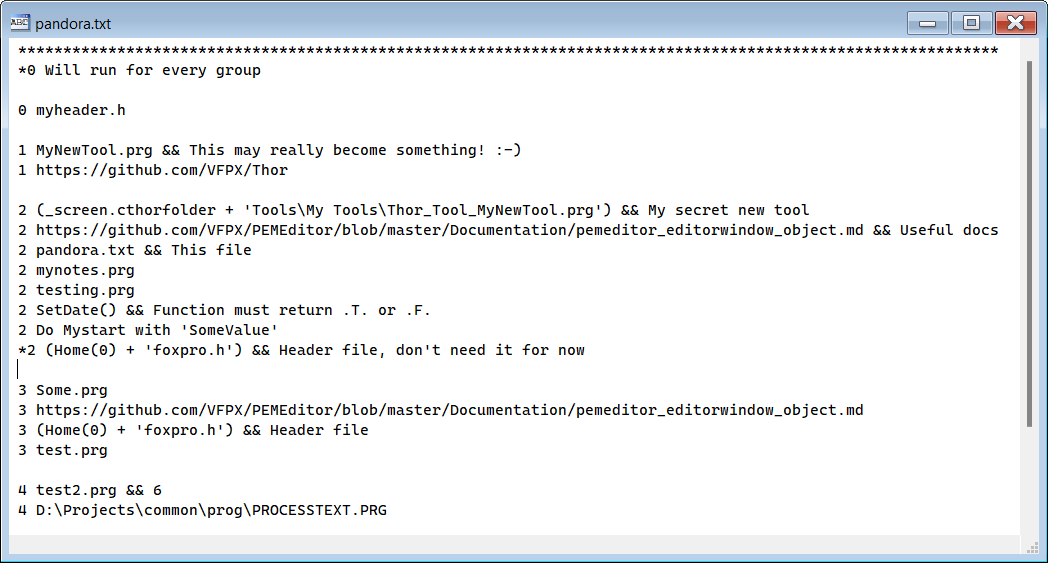 ABC pandora.txt
*************************************************************************************************************
*0 Will run for every group
0 myheader.h
1 MyNewTool.prg && This may really become something! :-)
1 https://github.com/VFPX/Thor
2 (_screen.cthorfolder + 'Tools\My Tools\Thor_Tool_MyNewTool.prg') && My secret new tool
2 https://github.com/VFPX/PEMEditor/blob/master/Documentation/pemeditor_editorwindow_object.md && Useful docs
2 pandora.txt && This file
2 mynotes.prg
2 testing.prg
2 SetDate() && Function must return .T. or .F.
2 Do Mystart with 'SomeValue'
*2 (Home(0) + 'foxpro.h') && Header file, don't need it for now
3 Some.prg
3 https://github.com/VFPX/PEMEditor/blob/master/Documentation/pemeditor_editorwindow_object.md
3 (Home(0) + 'foxpro.h') && Header file
3 test.prg
4 test2.prg && 6
4 D:\Projects\common\prog\PROCESSTEXT.PRG